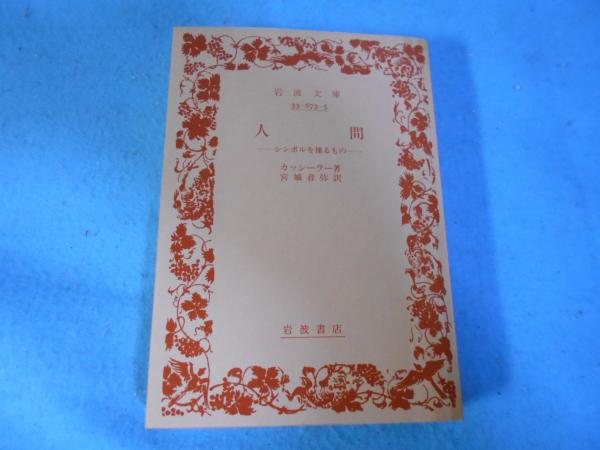 岩波文庫
33-673-5
人間
——シンボルを操るもの——
カッシーラー著
宮城音弥訳
岩波書店